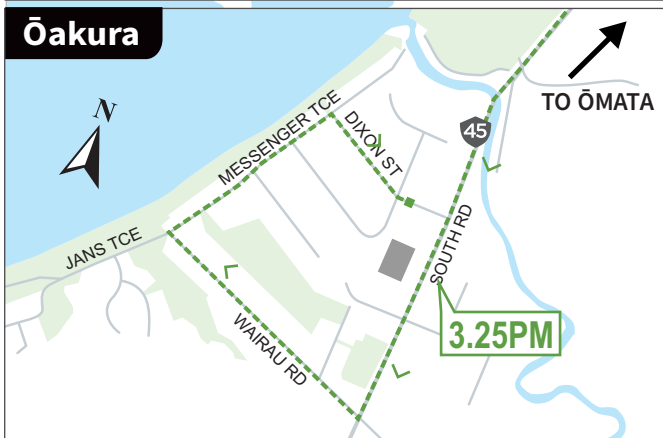 Ōakura
N
TO ŌMATA
45
MESSENGER TCE
DIXON ST
JANS TCE
SOUTH RD
WAIRAU RD
3.25PM